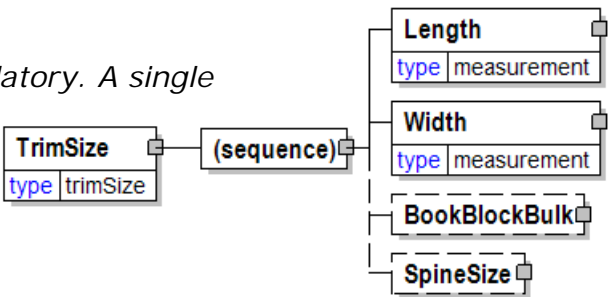 Length
type measurement
latory. A single
Width
TrimSize
(sequence)
type measurement
type trimSize
BookBlockBulk
SpineSize